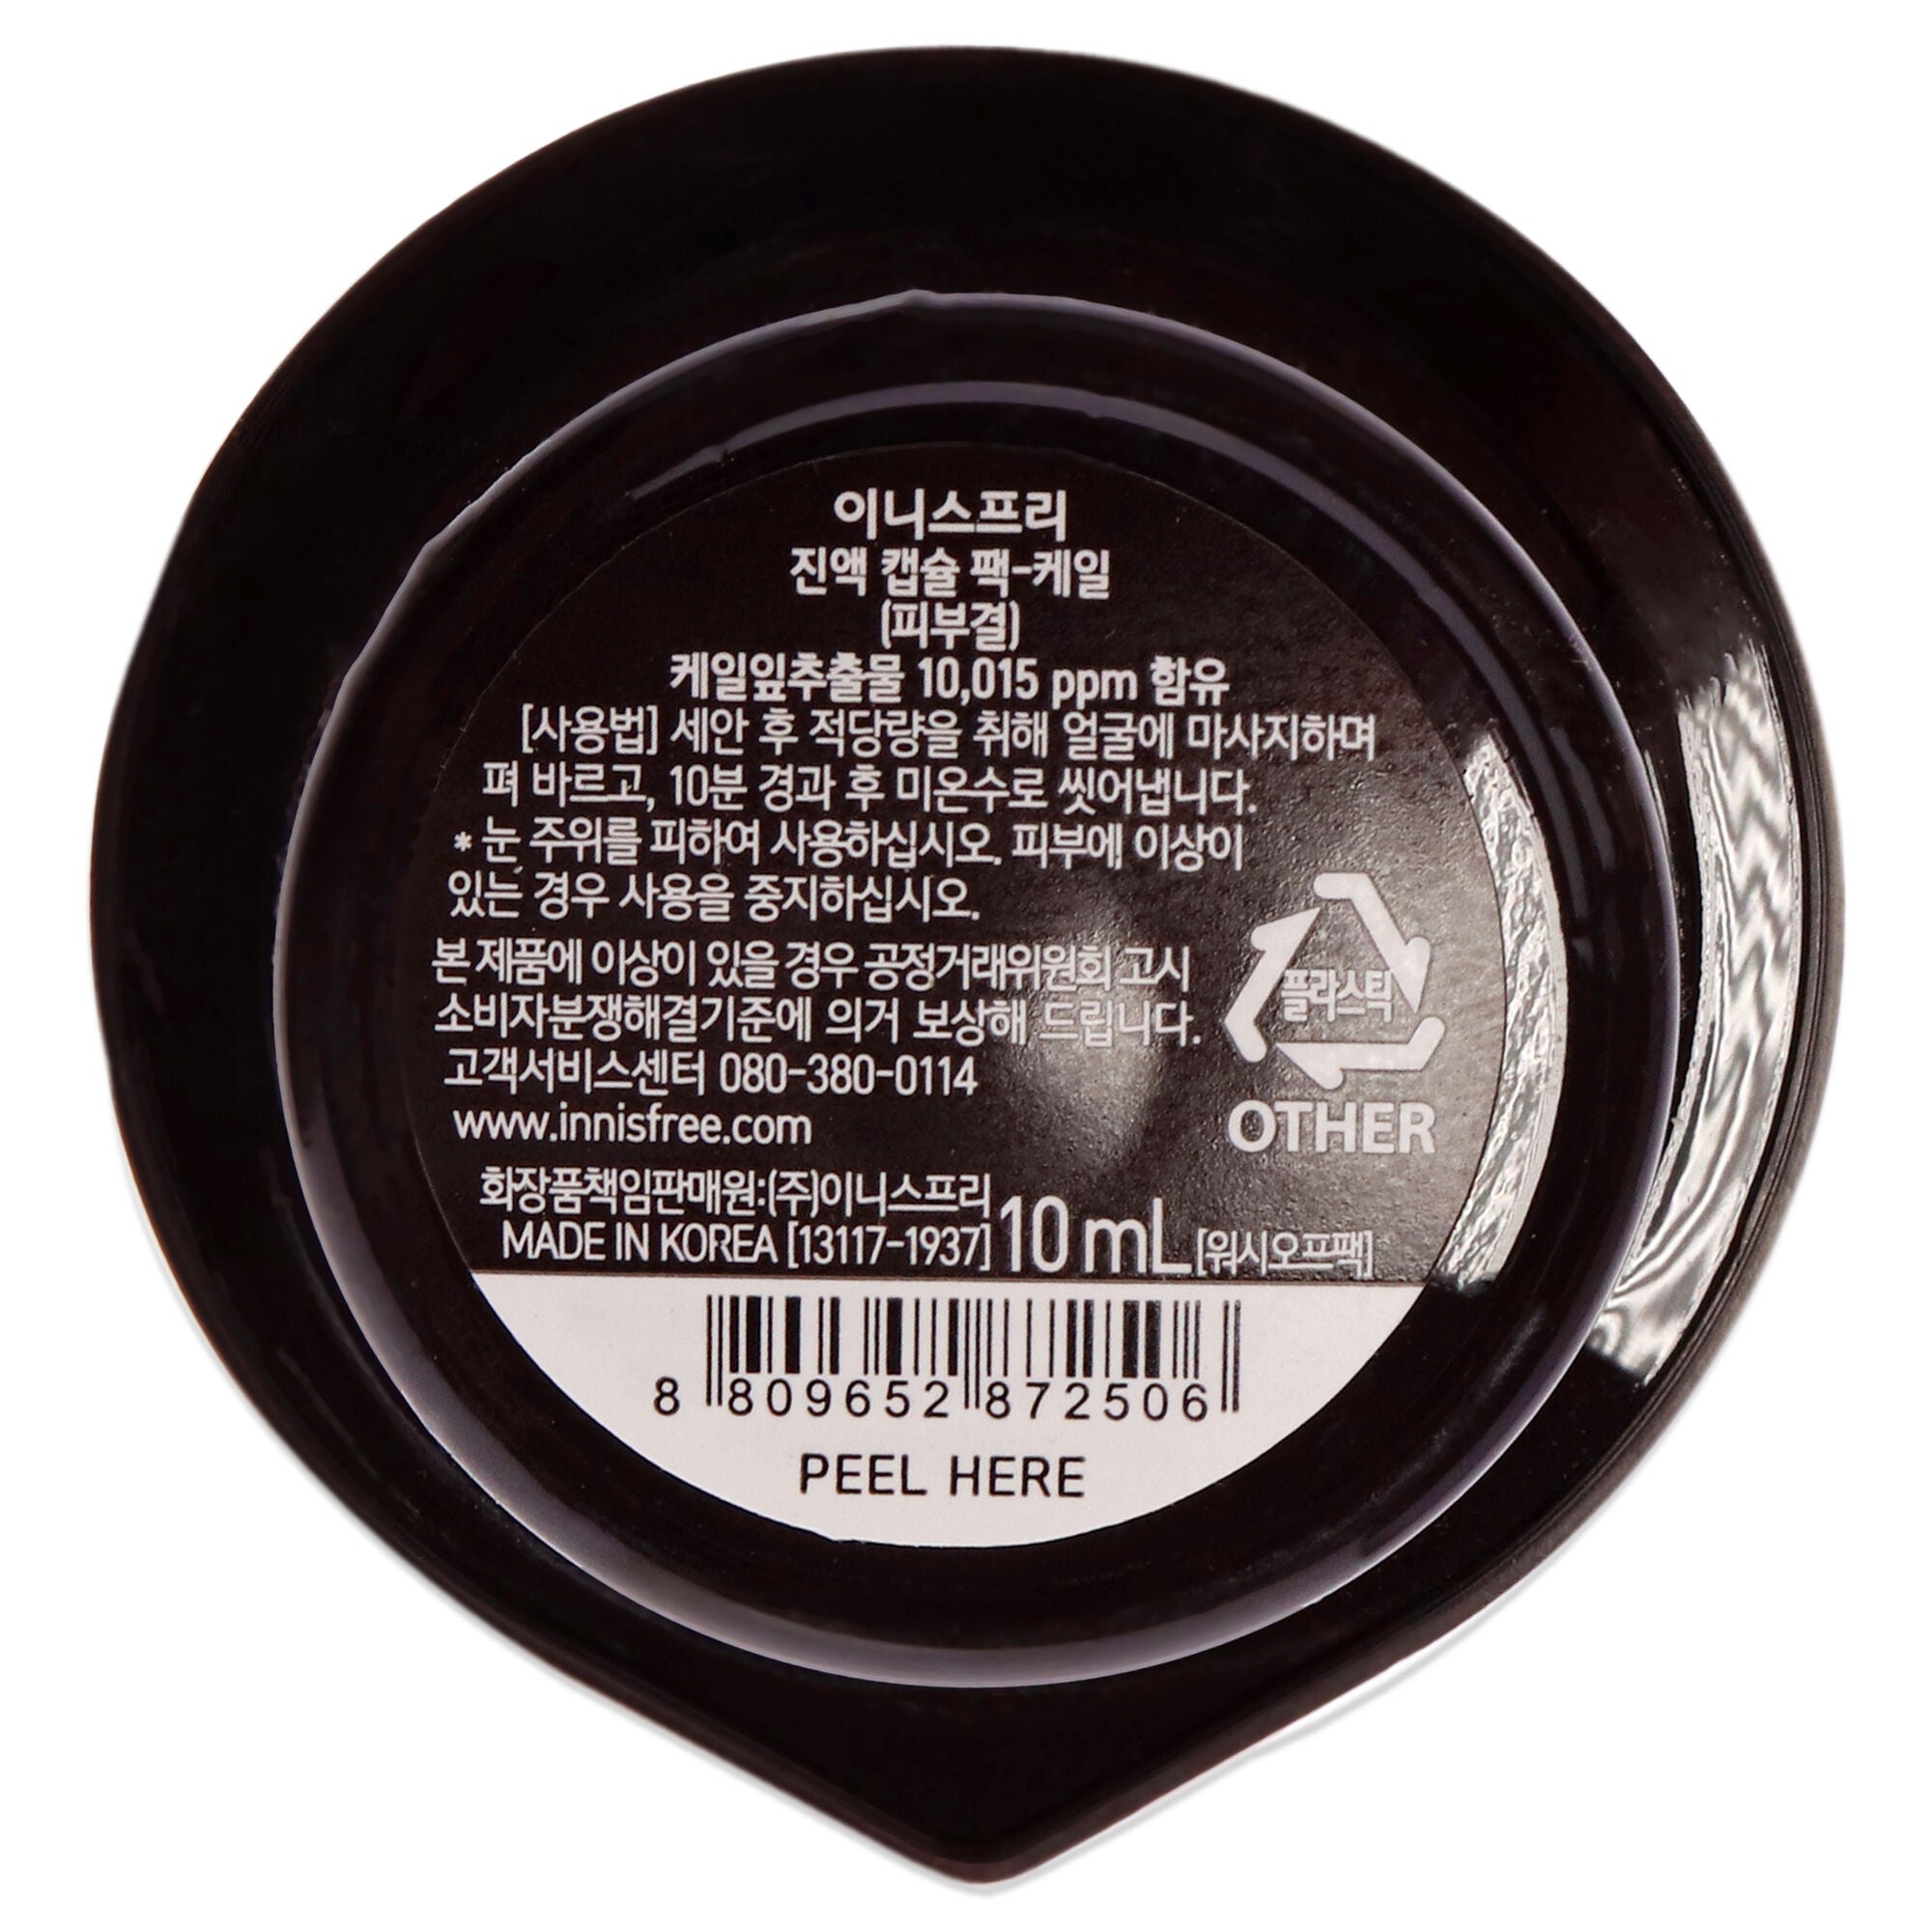 이니스프리
진액 캡슐 팩-케일
(피부결)
케일잎추출물 10,015 ppm 함유
[사용법] 세안 후 적당량을 취해 얼굴에 마사지하며
펴 바르고, 10분 경과 후 미온수로 씻어냅니다.
* 눈 주위를 피하여 사용하십시오. 피부에 이상이
있는 경우 사용을 중지하십시오.
본 제품에 이상이 있을 경우 공정거래위원회 고시
소비자분쟁해결기준에 의거 보상해 드립니다.
고객서비스센터 080-380-0114
www.innisfree.com
플라스틱
OTHER
화장품책임판매원:(주)이니스프리
MADE IN KOREA [13117-1937] 10 mL [워시오프팩]
8 809652 872506
PEEL HERE